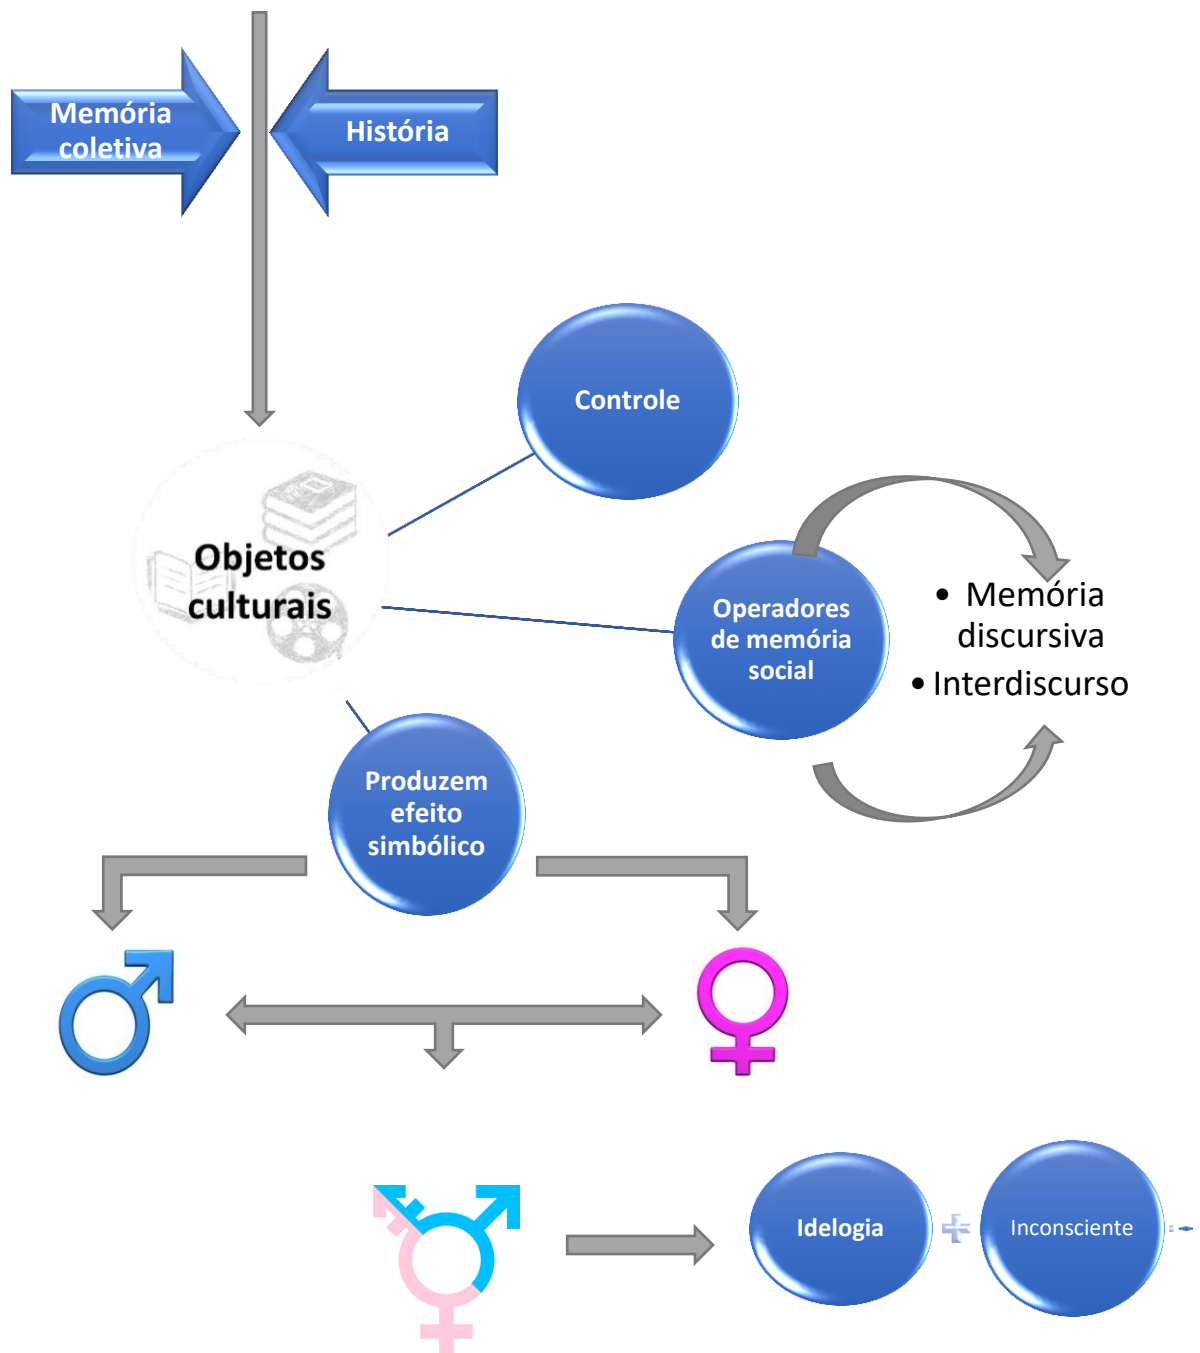 Memória
coletiva
História
Controle
Objetos
culturais
Operadores
de memória
social
• Memória
discursiva
• Interdiscurso
Produzem
efeito
simbólico
Idelogia
Inconsciente